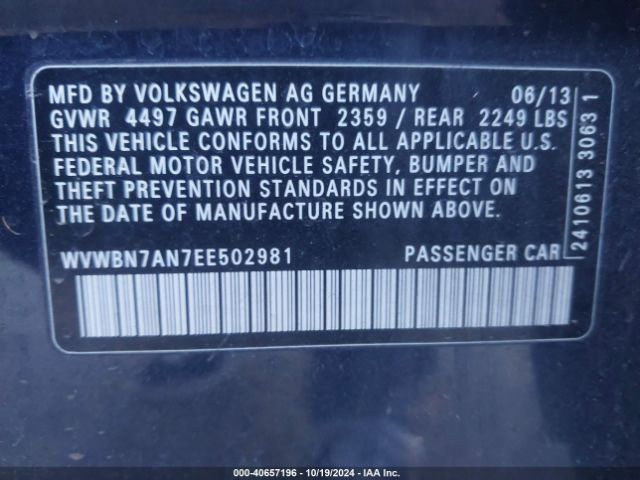 MFD BY VOLKSWAGEN AG GERMANY 06/13
GVWR 4497 GAWR FRONT 2359 / REAR 2249 LBS
THIS VEHICLE CONFORMS TO ALL APPLICABLE U.S.
FEDERAL MOTOR VEHICLE SAFETY, BUMPER AND
THEFT PREVENTION STANDARDS IN EFFECT ON
THE DATE OF MANUFACTURE SHOWN ABOVE.
VVWBN7AN7EE502981 PASSENGER CAR
2410613 3063 1
000-40657196 - 10/19/2024 - IAA Inc.